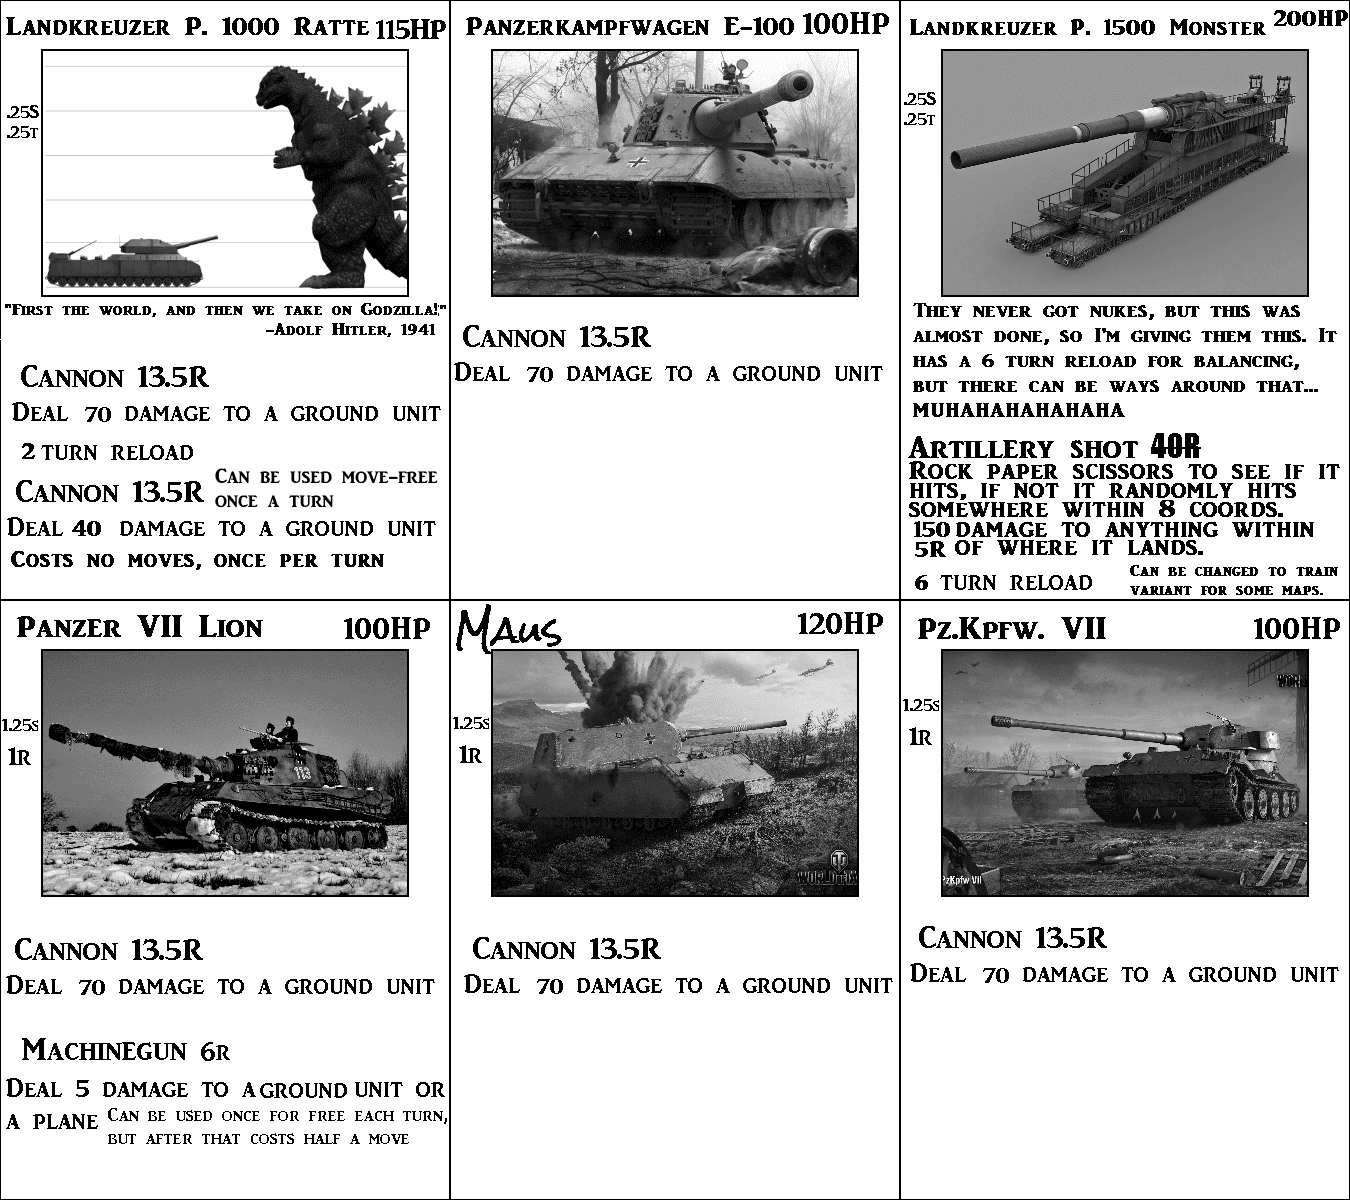 Landkreuzer P. 1000 Ratte 115HP
.25S
.25T
"First the world, and then we take on Godzilla!"
-Adolf Hitler, 1941
Cannon 13.5R
Deal 70 damage to a ground unit
2 turn reload
Cannon 13.5R
Can be used move-free
once a turn
Deal 40 damage to a ground unit
Costs no moves, once per turn
Panzerkampfwagen E-100 100HP
Cannon 13.5R
Deal 70 damage to a ground unit
Landkreuzer P. 1500 Monster 200HP
.25S
.25T
They never got nukes, but this was
almost done, so I'm giving them this. It
has a 6 turn reload for balancing,
but there can be ways around that...
MUHAHAHAHAHAHA
Artillery shot 40R
Rock paper scissors to see if it
hits, if not it randomly hits
somewhere within 8 coords.
150 damage to anything within
5R of where it lands.
6 turn reload
Can be changed to train
variant for some maps.
Panzer VII Lion 100HP
1.25S
1R
113
Cannon 13.5R
Deal 70 damage to a ground unit
Machinegun 6R
Deal 5 damage to a ground unit or
a plane
Can be used once for free each turn,
but after that costs half a move
Maus 120HP
1.25S
1R
Cannon 13.5R
Deal 70 damage to a ground unit
Pz.Kpfw. VII 100HP
1.25S
1R
WORLD
PzKpfw VII
Cannon 13.5R
Deal 70 damage to a ground unit